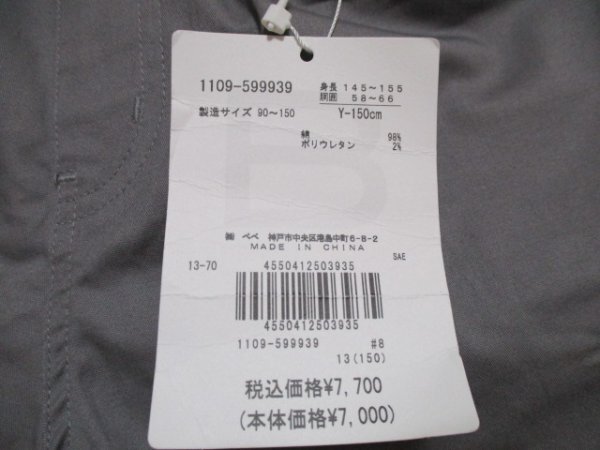 1109-599939 身長 145～155
胴囲 58～66
製造サイズ 90～150 Y-150cm
綿 98%
ポリウレタン 2%
㈱ べべ 神戸市中央区港島中町6-8-2
MADE IN CHINA
SAE
13-70 4550412503935
4550412503935
1109-599939 #8
13(150)
税込価格¥7,700
(本体価格¥7,000)